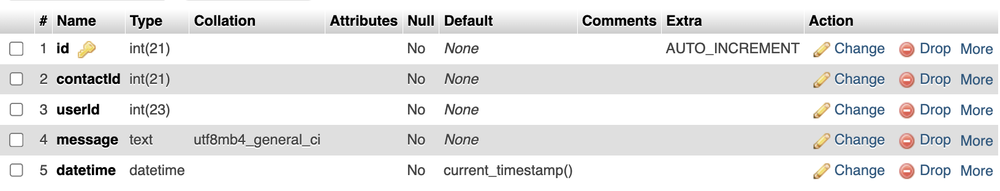 # Name Type Collation Attributes Null Default Comments Extra Action
1 id int(21) No None AUTO_INCREMENT Change Drop More
2 contactId int(21) No None Change Drop More
3 userId int(23) No None Change Drop More
4 message text utf8mb4_general_ci No None Change Drop More
5 datetime datetime No current_timestamp() Change Drop More